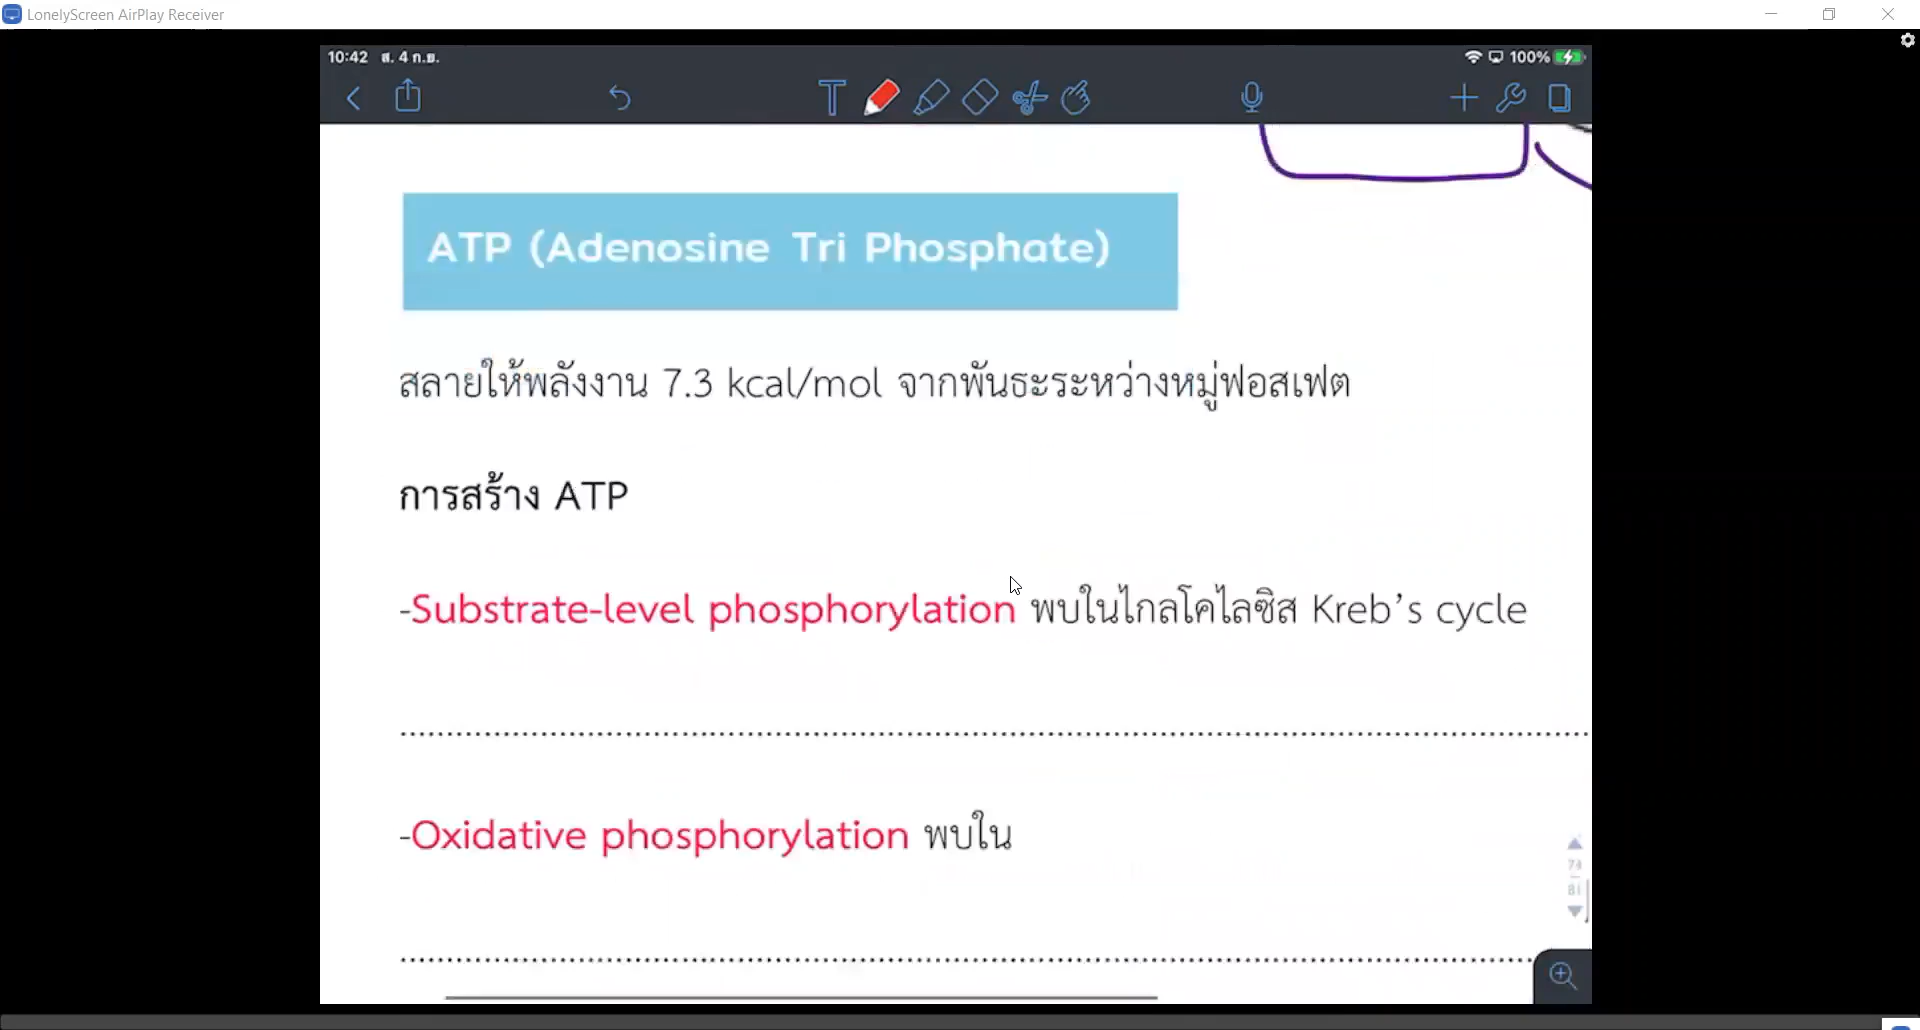 LonelyScreen AirPlay Receiver
10:42 ส. 4 ก.ย. 100%
ATP (Adenosine Tri Phosphate)
สลายให้พลังงาน 7.3 kcal/mol จากพันธะระหว่างหมู่ฟอสเฟต
การสร้าง ATP
-Substrate-level phosphorylation พบในไกลโคไลซิส Kreb’s cycle
-Oxidative phosphorylation พบใน
81